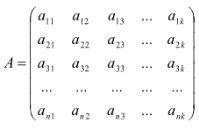 a₁₁ a₁₂ a₁₃ ... a₁ₖ
a₂₁ a₂₂ a₂₃ ... a₂ₖ
A = a₃₁ a₃₂ a₃₃ ... a₃ₖ
... ... ... ... ...
aₙ₁ aₙ₂ aₙ₃ ... aₙₖ